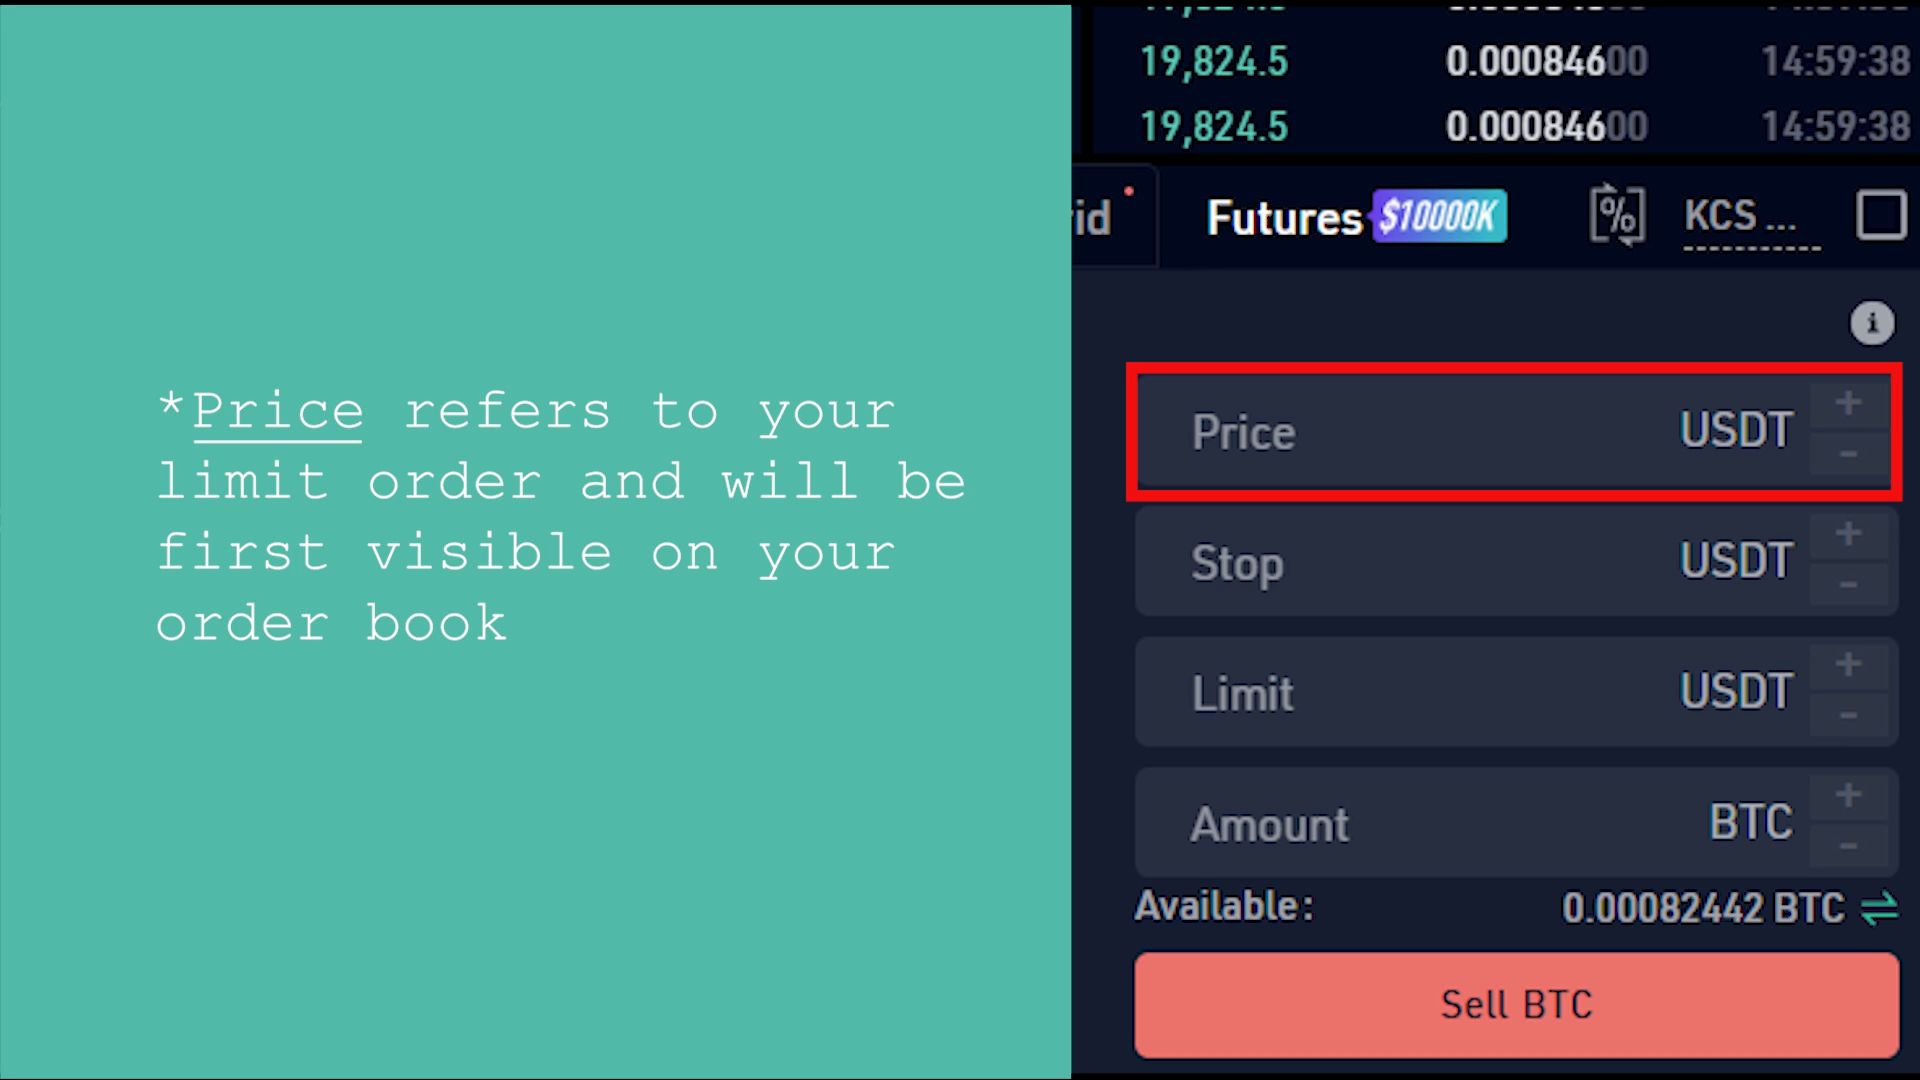 *Price refers to your
limit order and will be
first visible on your
order book
19,824.5 0.00084600 14:59:38
19,824.5 0.00084600 14:59:38
Futures $10000K KCS ...
Price USDT
Stop USDT
Limit USDT
Amount BTC
Available: 0.00082442 BTC
Sell BTC